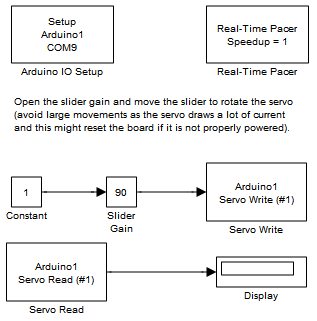 Setup
Arduino1
COM9
Arduino IO Setup
Real-Time Pacer
Speedup = 1
Real-Time Pacer
Open the slider gain and move the slider to rotate the servo
(avoid large movements as the servo draws a lot of current
and this might reset the board if it is not properly powered).
1
Constant
90
Slider
Gain
Arduino1
Servo Write (#1)
Servo Write
Arduino1
Servo Read (#1)
Servo Read
Display